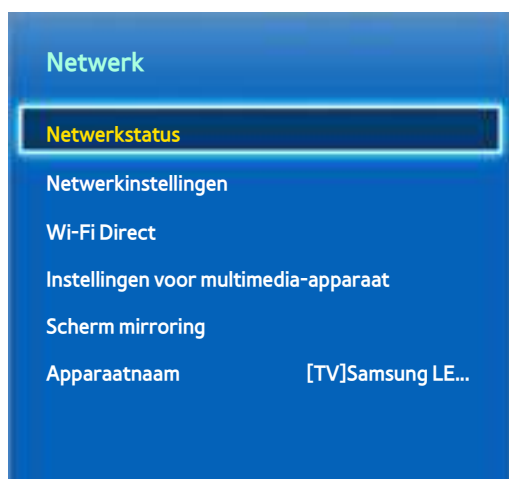 Netwerk
Netwerkstatus
Netwerkinstellingen
Wi-Fi Direct
Instellingen voor multimedia-apparaat
Scherm mirroring
Apparaatnaam [TV]Samsung LE...